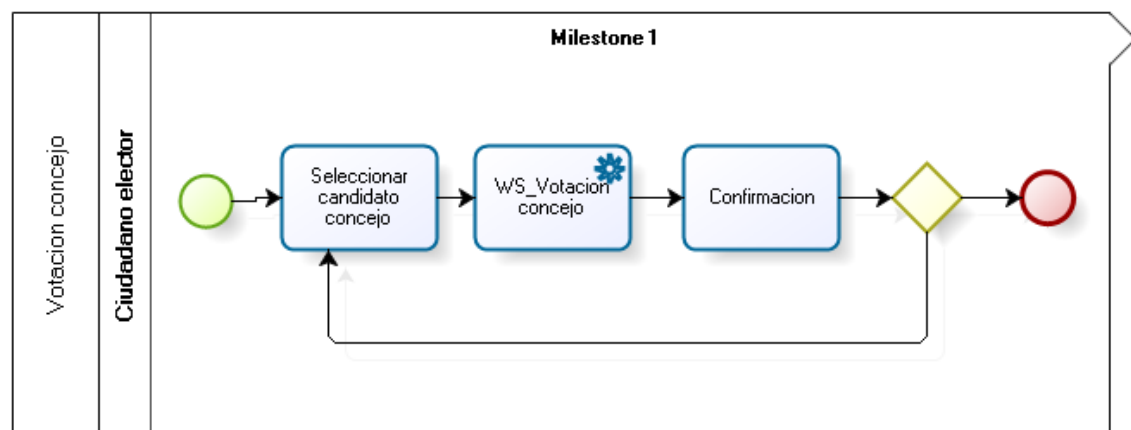 Milestone 1
Votacion concejo
Ciudadano elector
Seleccionar
candidato
concejo
WS_Votacion
concejo
Confirmacion